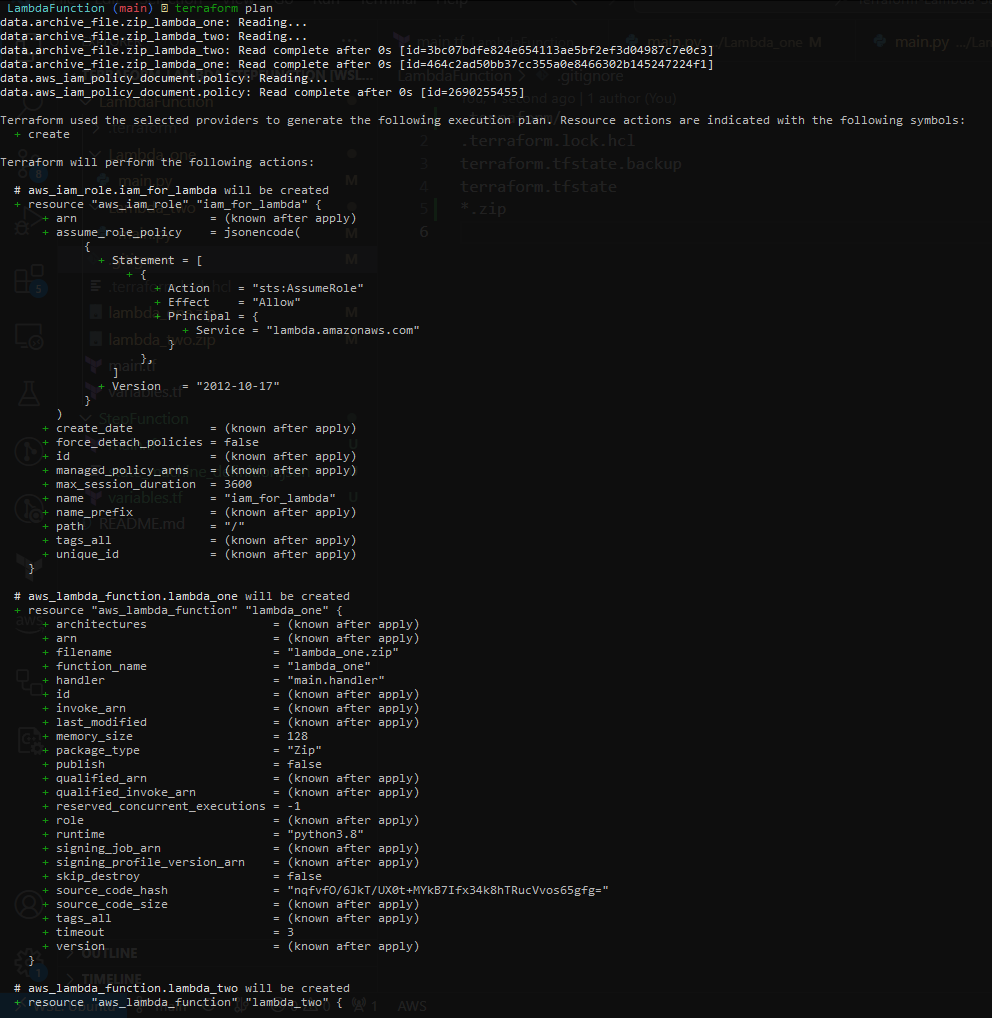 LambdaFunction (main) terraform plan
data.archive_file.zip_lambda_one: Reading...
data.archive_file.zip_lambda_two: Reading...
data.archive_file.zip_lambda_two: Read complete after 0s [id=3bc07bdfe824e654113ae5bf2ef3d04987c7e0c3]
data.archive_file.zip_lambda_one: Read complete after 0s [id=464c2ad50bb37cc355a0e8466302b145247224f1]
data.aws_iam_policy_document.policy: Reading...
data.aws_iam_policy_document.policy: Read complete after 0s [id=2690255455]

Terraform used the selected providers to generate the following execution plan. Resource actions are indicated with the following symbols:
  + create

Terraform will perform the following actions:

  # aws_iam_role.iam_for_lambda will be created
  + resource "aws_iam_role" "iam_for_lambda" {
      + arn                   = (known after apply)
      + assume_role_policy    = jsonencode(
            {
              + Statement = [
                  + {
                      + Action    = "sts:AssumeRole"
                      + Effect    = "Allow"
                      + Principal = {
                          + Service = "lambda.amazonaws.com"
                        }
                    },
                ]
              + Version   = "2012-10-17"
            }
        )
      + create_date           = (known after apply)
      + force_detach_policies = false
      + id                    = (known after apply)
      + managed_policy_arns   = (known after apply)
      + max_session_duration  = 3600
      + name                  = "iam_for_lambda"
      + name_prefix           = (known after apply)
      + path                  = "/"
      + tags_all              = (known after apply)
      + unique_id             = (known after apply)
    }

  # aws_lambda_function.lambda_one will be created
  + resource "aws_lambda_function" "lambda_one" {
      + architectures                  = (known after apply)
      + arn                            = (known after apply)
      + filename                       = "lambda_one.zip"
      + function_name                  = "lambda_one"
      + handler                        = "main.handler"
      + id                             = (known after apply)
      + invoke_arn                     = (known after apply)
      + last_modified                  = (known after apply)
      + memory_size                    = 128
      + package_type                   = "Zip"
      + publish                        = false
      + qualified_arn                  = (known after apply)
      + qualified_invoke_arn           = (known after apply)
      + reserved_concurrent_executions = -1
      + role                           = (known after apply)
      + runtime                        = "python3.8"
      + signing_job_arn                = (known after apply)
      + signing_profile_version_arn    = (known after apply)
      + skip_destroy                   = false
      + source_code_hash               = "nqfvfO/6JkT/UX0t+MYkB7Ifx34k8hTRucVvos65gfg="
      + source_code_size               = (known after apply)
      + tags_all                       = (known after apply)
      + timeout                        = 3
      + version                        = (known after apply)
    }

  # aws_lambda_function.lambda_two will be created
  + resource "aws_lambda_function" "lambda_two" {
You, 1 second ago | 1 author (You)
2 .terraform.lock.hcl
3 terraform.tfstate.backup
4 terraform.tfstate
5 *.zip
6
LambdaFunction
main.py
lambda_two.zip
main.tf
variables.tf
StepFunction
variables.tf
README.md
OUTLINE
TIMELINE
AWS